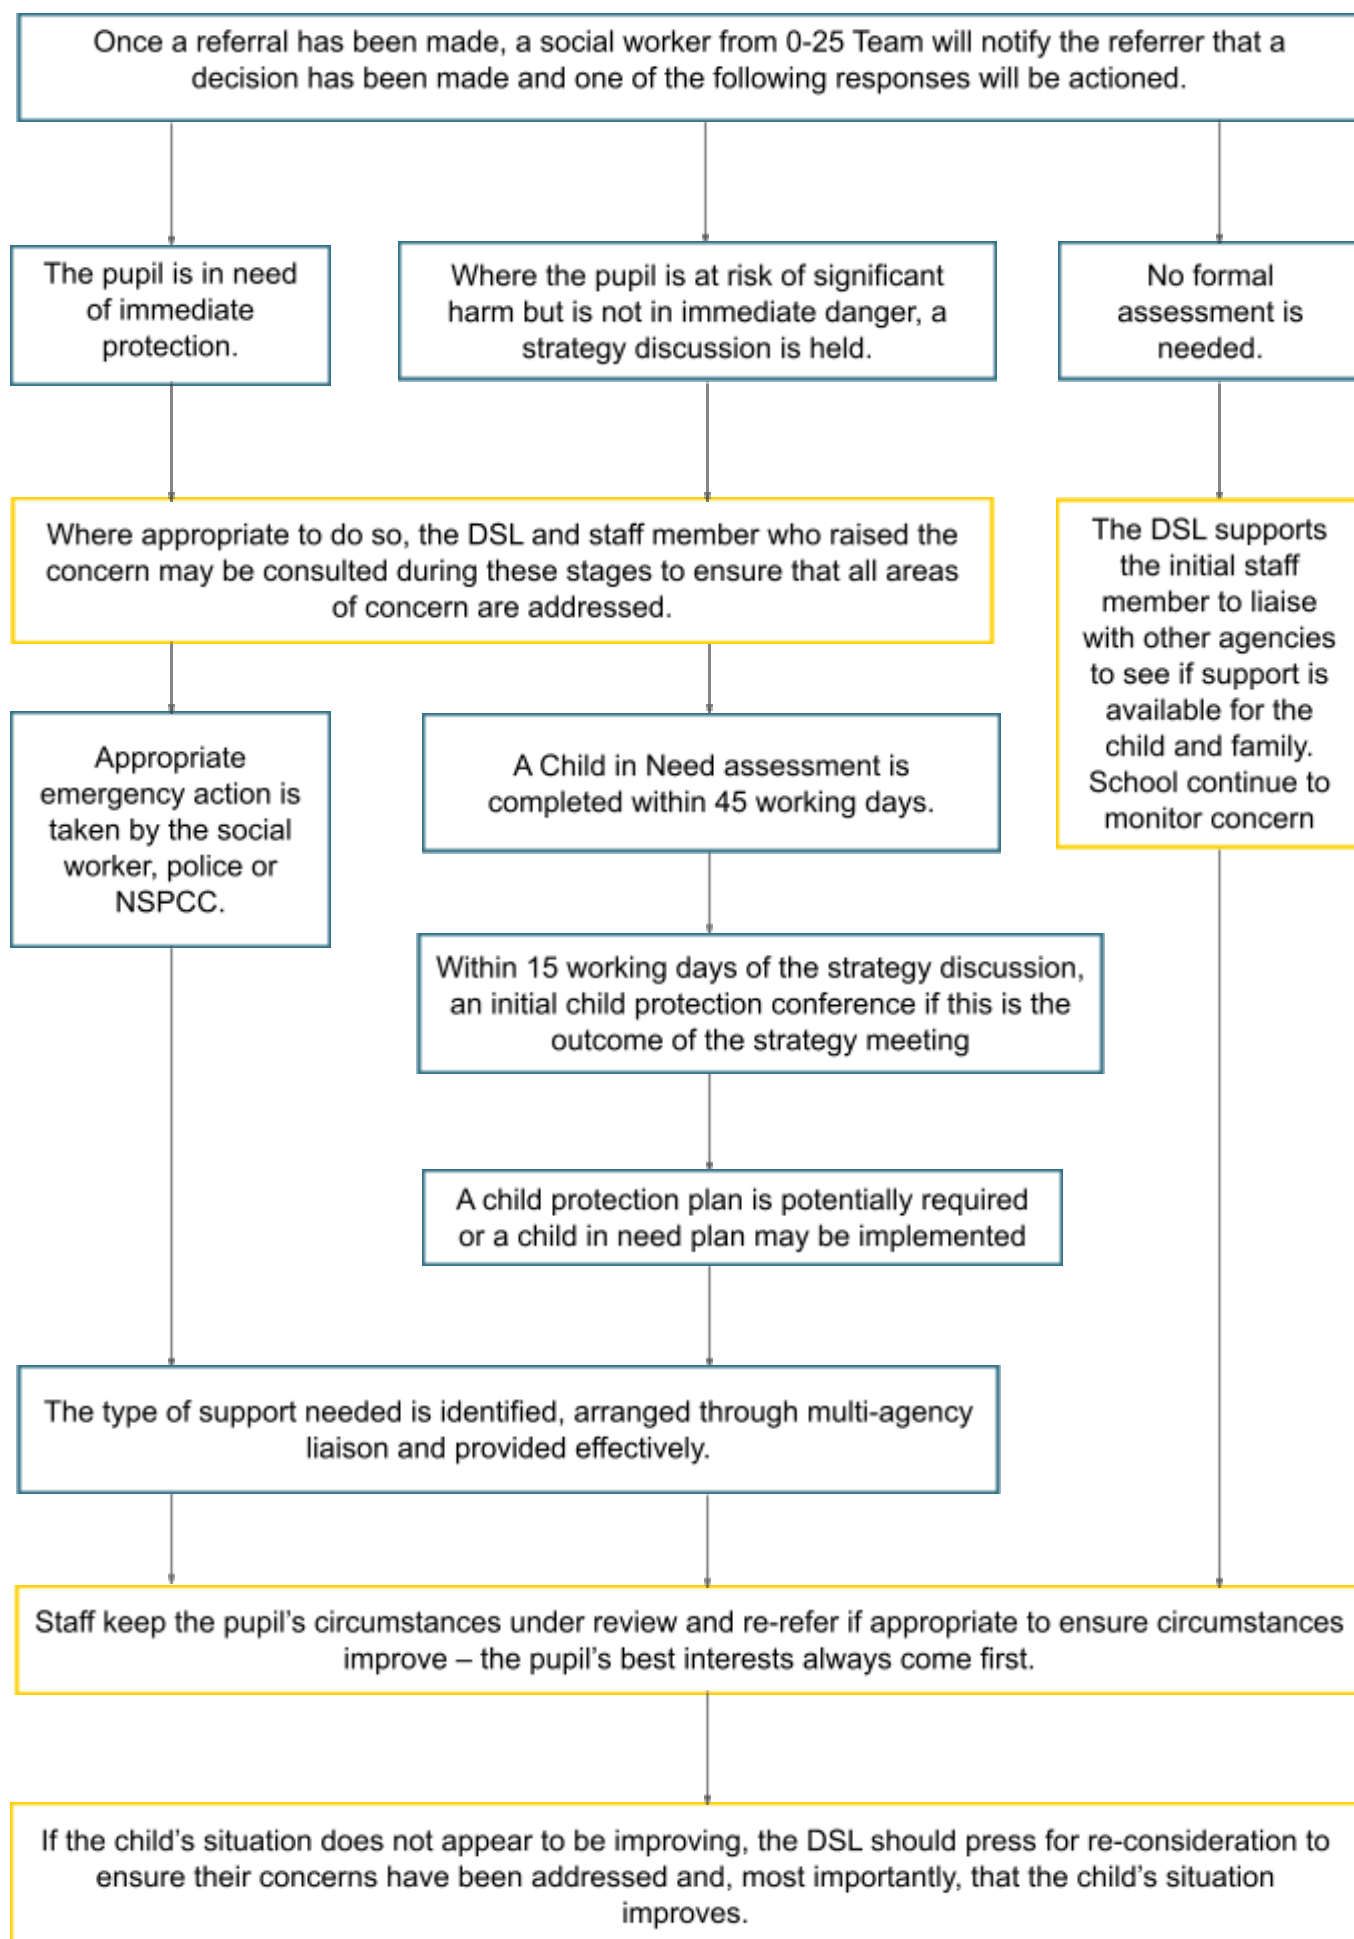 Once a referral has been made, a social worker from 0-25 Team will notify the referrer that a
decision has been made and one of the following responses will be actioned.
The pupil is in need
of immediate
protection.
Where the pupil is at risk of significant
harm but is not in immediate danger, a
strategy discussion is held.
No formal
assessment is
needed.
Where appropriate to do so, the DSL and staff member who raised the
concern may be consulted during these stages to ensure that all areas
of concern are addressed.
The DSL supports
the initial staff
member to liaise
with other agencies
to see if support is
available for the
child and family.
School continue to
monitor concern
Appropriate
emergency action is
taken by the social
worker, police or
NSPCC.
A Child in Need assessment is
completed within 45 working days.
Within 15 working days of the strategy discussion,
an initial child protection conference if this is the
outcome of the strategy meeting
A child protection plan is potentially required
or a child in need plan may be implemented
The type of support needed is identified, arranged through multi-agency
liaison and provided effectively.
Staff keep the pupil’s circumstances under review and re-refer if appropriate to ensure circumstances
improve – the pupil’s best interests always come first.
If the child’s situation does not appear to be improving, the DSL should press for re-consideration to
ensure their concerns have been addressed and, most importantly, that the child’s situation
improves.